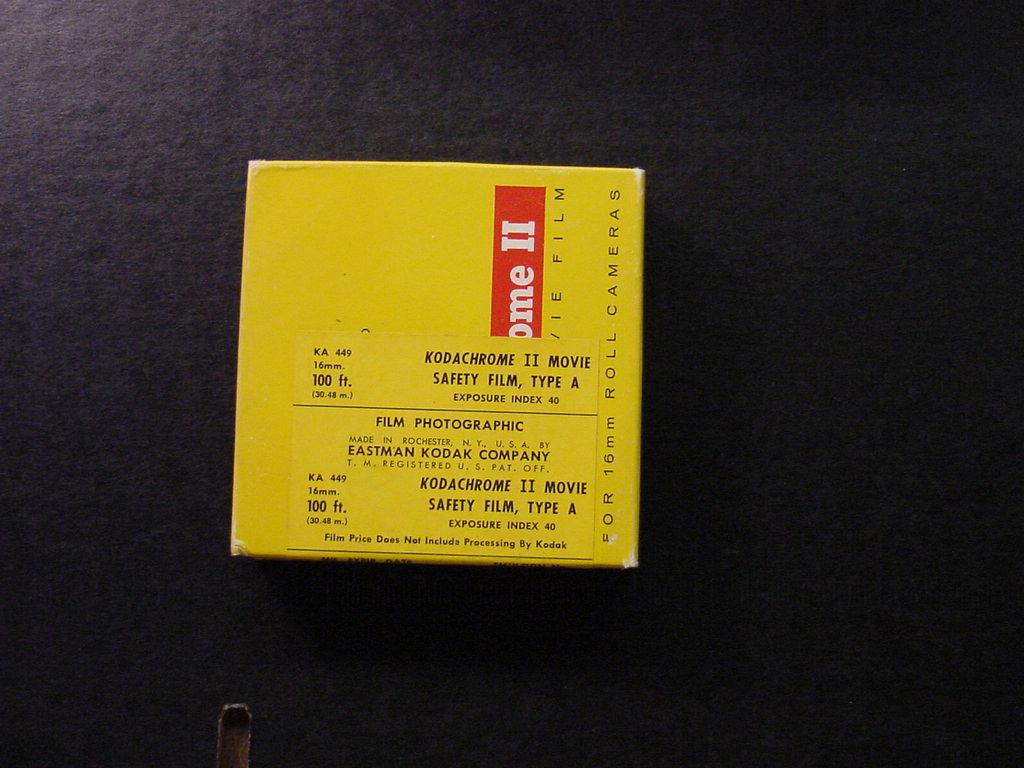 ome II
IE FILM
FOR 16mm ROLL CAMERAS
KA 449
16mm.
100 ft.
(30.48 m.)
KODACHROME II MOVIE
SAFETY FILM, TYPE A
EXPOSURE INDEX 40
FILM PHOTOGRAPHIC
MADE IN ROCHESTER, N. Y., U. S. A. BY
EASTMAN KODAK COMPANY
T. M. REGISTERED U. S. PAT. OFF.
KA 449
16mm.
100 ft.
(30.48 m.)
KODACHROME II MOVIE
SAFETY FILM, TYPE A
EXPOSURE INDEX 40
Film Price Does Not Include Processing By Kodak